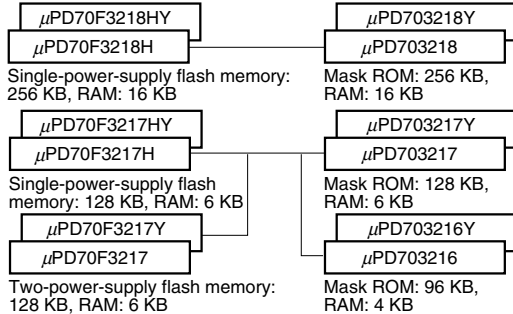 μPD70F3218HY
μPD70F3218H
Single-power-supply flash memory:
256 KB, RAM: 16 KB
μPD703218Y
μPD703218
Mask ROM: 256 KB,
RAM: 16 KB
μPD70F3217HY
μPD70F3217H
Single-power-supply flash
memory: 128 KB, RAM: 6 KB
μPD703217Y
μPD703217
Mask ROM: 128 KB,
RAM: 6 KB
μPD70F3217Y
μPD70F3217
Two-power-supply flash memory:
128 KB, RAM: 6 KB
μPD703216Y
μPD703216
Mask ROM: 96 KB,
RAM: 4 KB